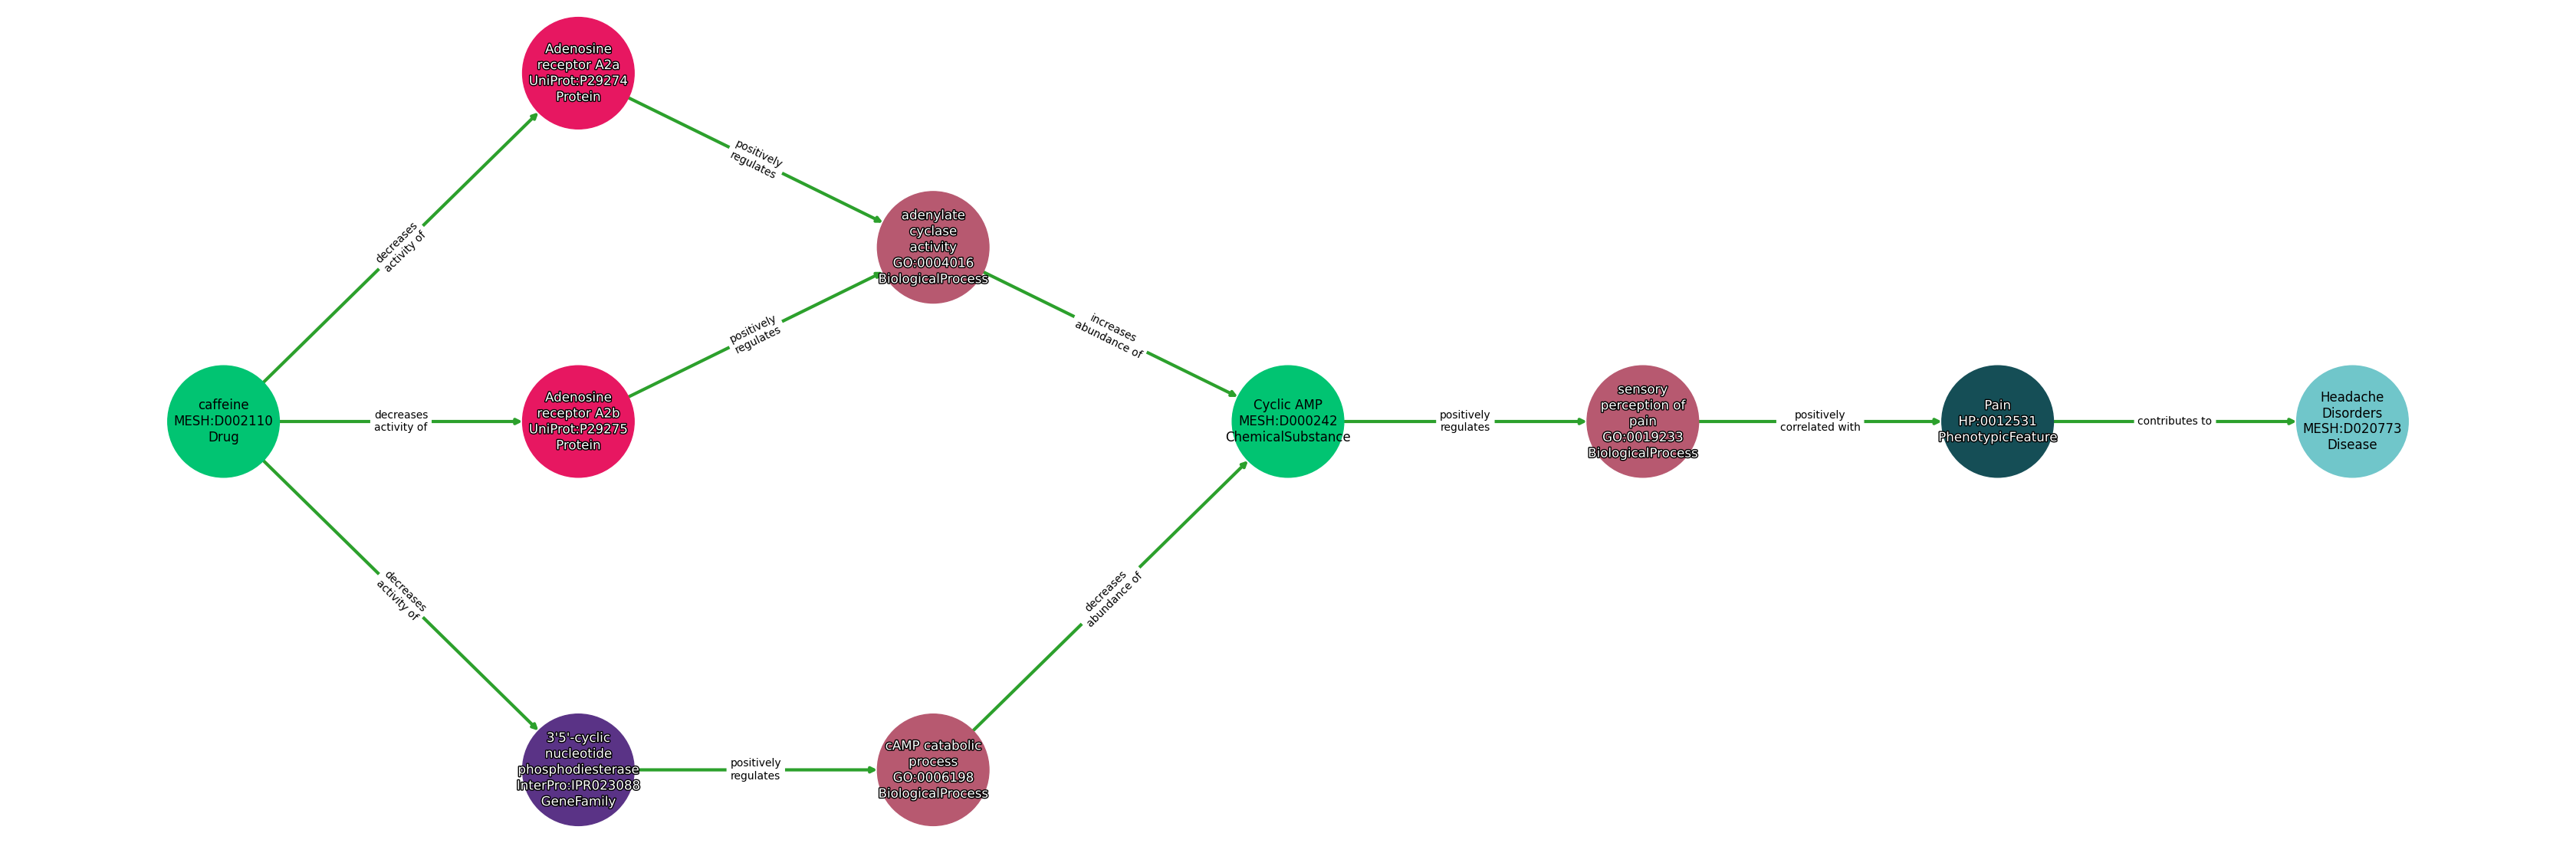 Adenosine
receptor A2a
UniProt:P29274
Protein
positively
regulates
adenylate
cyclase
activity
GO:0004016
BiologicalProcess
decreases
activity of
positively
regulates
increases
abundance of
caffeine
MESH:D002110
Drug
decreases
activity of
Adenosine
receptor A2b
UniProt:P29275
Protein
Cyclic AMP
MESH:D000242
ChemicalSubstance
positively
regulates
sensory
perception of
pain
GO:0019233
BiologicalProcess
positively
correlated with
Pain
HP:0012531
PhenotypicFeature
contributes to
Headache
Disorders
MESH:D020773
Disease
decreases
activity of
decreases
abundance of
3'5'-cyclic
nucleotide
phosphodiesterase
InterPro:IPR023088
GeneFamily
positively
regulates
cAMP catabolic
process
GO:0006198
BiologicalProcess